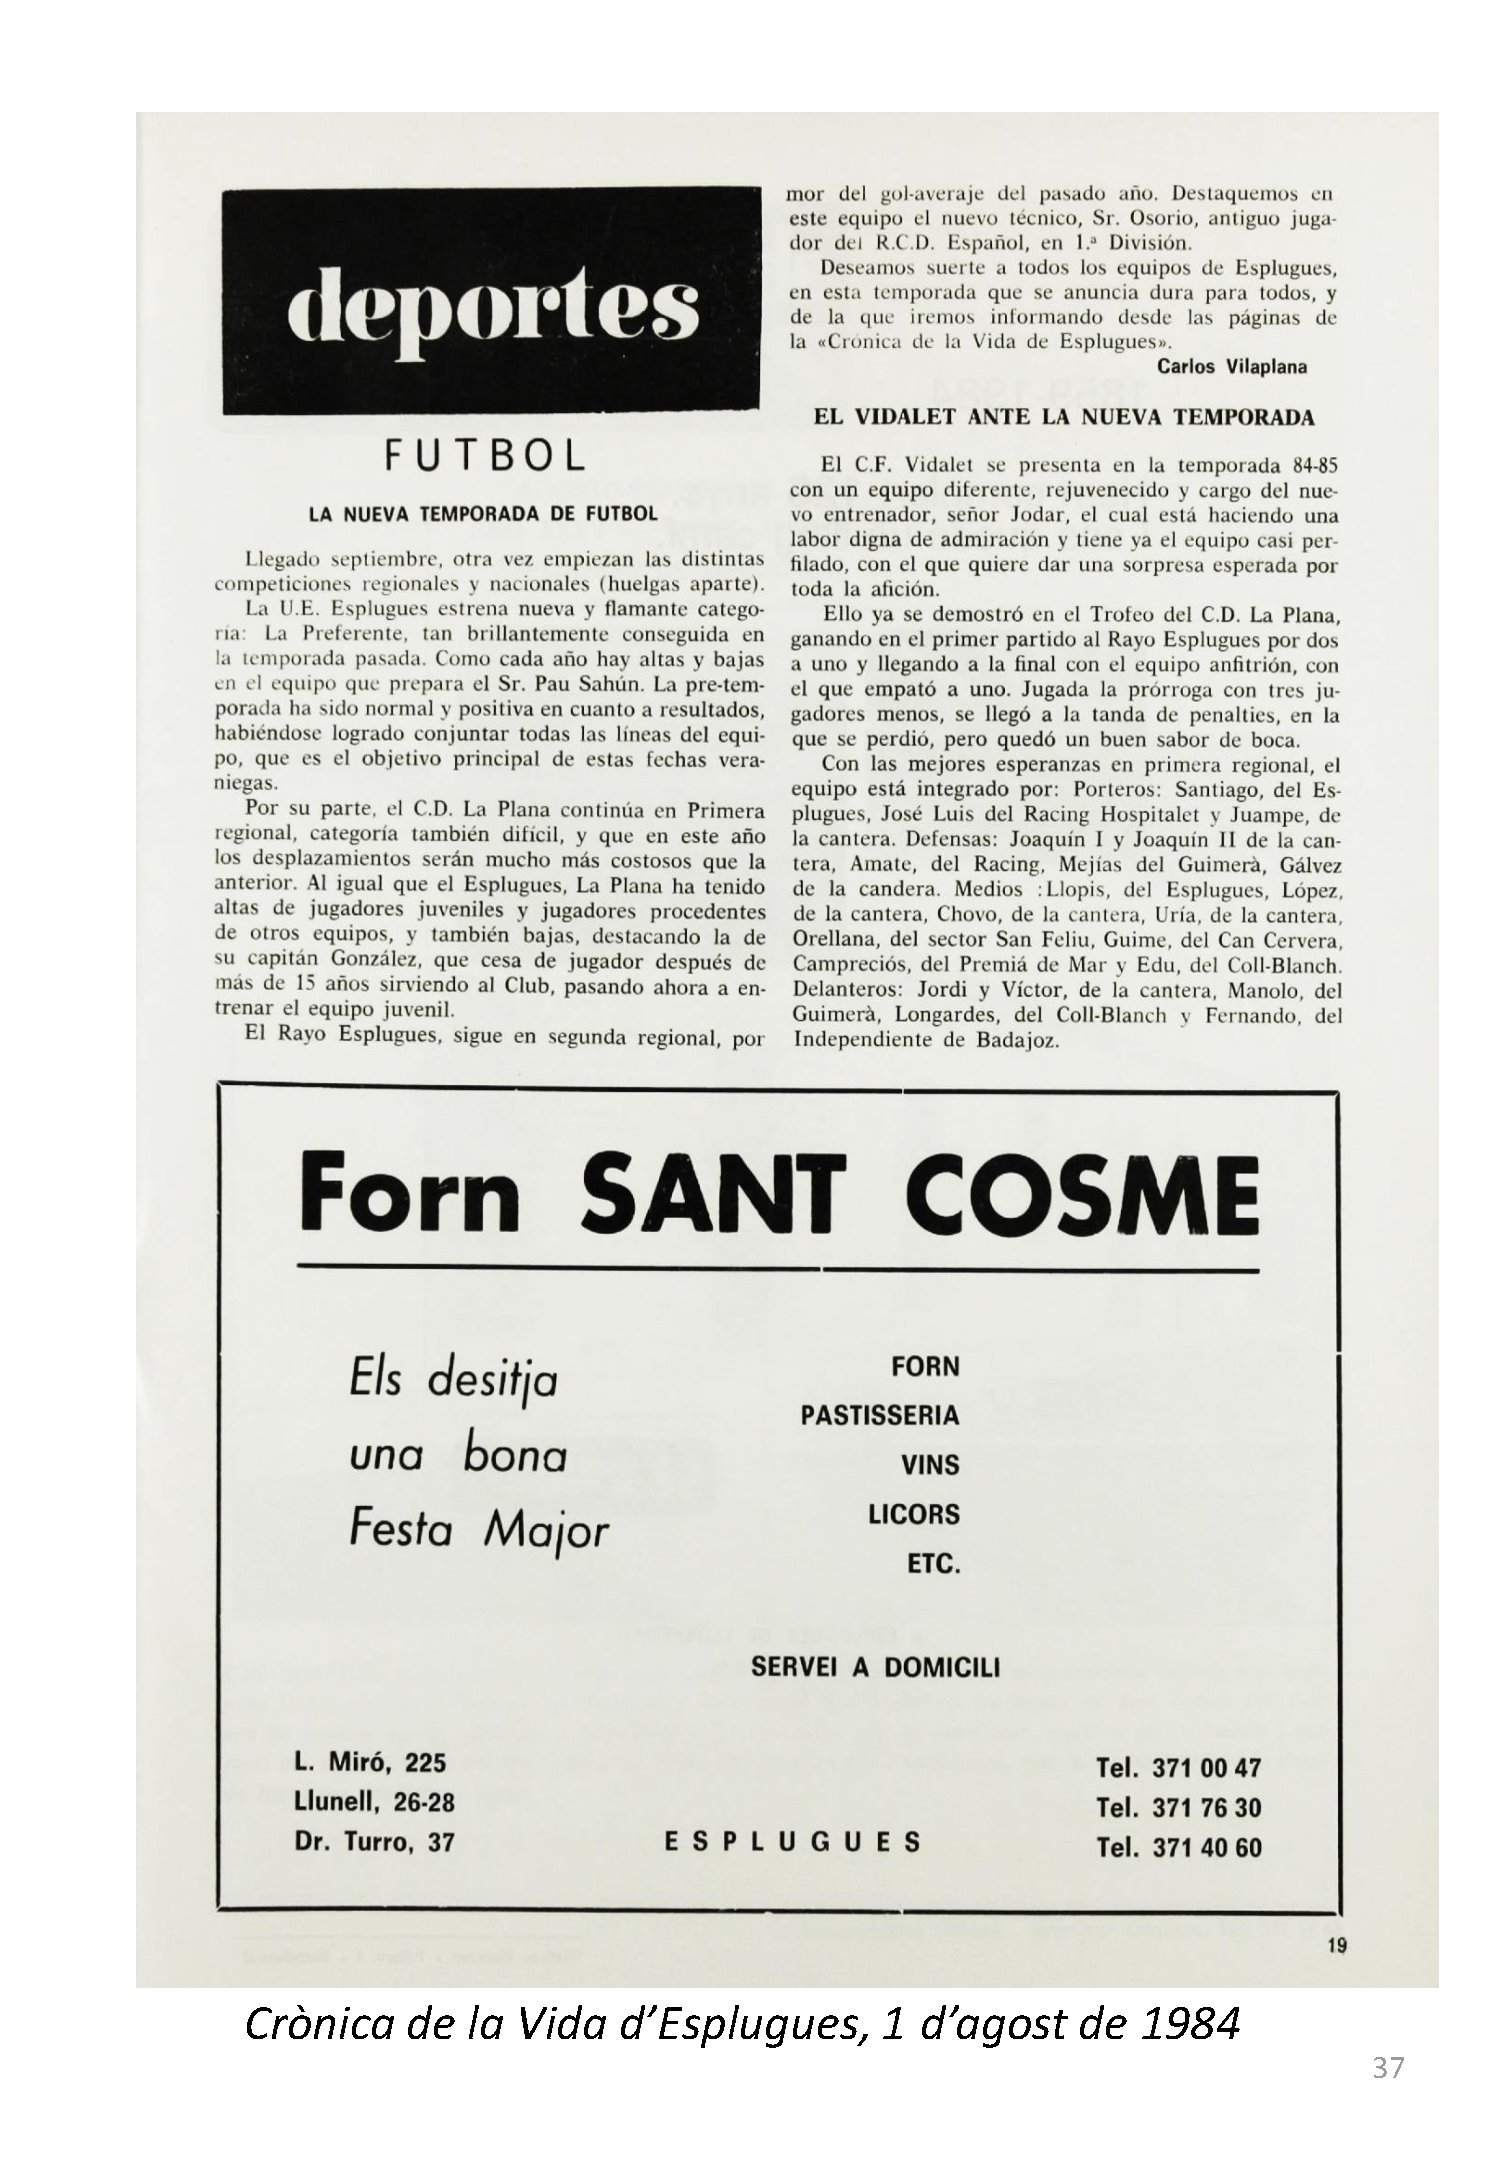 deportes
FUTBOL
LA NUEVA TEMPORADA DE FUTBOL
Llegado septiembre, otra vez empiezan las distintas
competiciones regionales y nacionales (huelgas aparte).
La U.E. Esplugues estrena nueva y flamante catego-
ría: La Preferente, tan brillantemente conseguida en
la temporada pasada. Como cada año hay altas y bajas
en el equipo que prepara el Sr. Pau Sahún. La pre-tem-
porada ha sido normal y positiva en cuanto a resultados,
habiéndose logrado conjuntar todas las líneas del equi-
po, que es el objetivo principal de estas fechas vera-
niegas.
Por su parte, el C.D. La Plana continúa en Primera
regional, categoría también difícil, y que en este año
los desplazamientos serán mucho más costosos que la
anterior. Al igual que el Esplugues, La Plana ha tenido
altas de jugadores juveniles y jugadores procedentes
de otros equipos, y también bajas, destacando la de
su capitán González, que cesa de jugador después de
más de 15 años sirviendo al Club, pasando ahora a en-
trenar el equipo juvenil.
El Rayo Esplugues, sigue en segunda regional, por
mor del gol-averaje del pasado año. Destaquemos en
este equipo el nuevo técnico, Sr. Osorio, antiguo juga-
dor del R.C.D. Español, en 1.ª División.
Deseamos suerte a todos los equipos de Esplugues,
en esta temporada que se anuncia dura para todos, y
de la que iremos informando desde las páginas de
la «Crónica de la Vida de Esplugues».
Carlos Vilaplana
EL VIDALET ANTE LA NUEVA TEMPORADA
El C.F. Vidalet se presenta en la temporada 84-85
con un equipo diferente, rejuvenecido y cargo del nue-
vo entrenador, señor Jodar, el cual está haciendo una
labor digna de admiración y tiene ya el equipo casi per-
filado, con el que quiere dar una sorpresa esperada por
toda la afición.
Ello ya se demostró en el Trofeo del C.D. La Plana,
ganando en el primer partido al Rayo Esplugues por dos
a uno y llegando a la final con el equipo anfitrión, con
el que empató a uno. Jugada la prórroga con tres ju-
gadores menos, se llegó a la tanda de penalties, en la
que se perdió, pero quedó un buen sabor de boca.
Con las mejores esperanzas en primera regional, el
equipo está integrado por: Porteros: Santiago, del Es-
plugues, José Luis del Racing Hospitalet y Juampe, de
la cantera. Defensas: Joaquín I y Joaquín II de la can-
tera, Amate, del Racing, Mejías del Guimerà, Gálvez
de la candera. Medios :Llopis, del Esplugues, López,
de la cantera, Chovo, de la cantera, Uría, de la cantera,
Orellana, del sector San Feliu, Guime, del Can Cervera,
Campreciós, del Premiá de Mar y Edu, del Coll-Blanch.
Delanteros: Jordi y Víctor, de la cantera, Manolo, del
Guimerà, Longardes, del Coll-Blanch y Fernando, del
Independiente de Badajoz.
Forn SANT COSME
Els desitja
una bona
Festa Major
FORN
PASTISSERIA
VINS
LICORS
ETC.
SERVEI A DOMICILI
L. Miró, 225
Llunell, 26-28
Dr. Turro, 37
ESPLUGUES
Tel. 371 00 47
Tel. 371 76 30
Tel. 371 40 60
19
Crònica de la Vida d'Esplugues, 1 d'agost de 1984
37